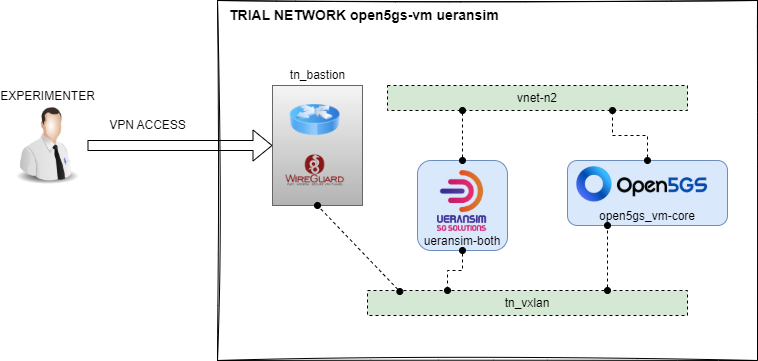 TRIAL NETWORK open5gs-vm ueransim
tn_bastion
EXPERIMENTER
VPN ACCESS
WIREGUARD
vnet-n2
UERANSIM
5G SOLUTIONS
ueransim-both
Open5GS
open5gs_vm-core
tn_vxlan